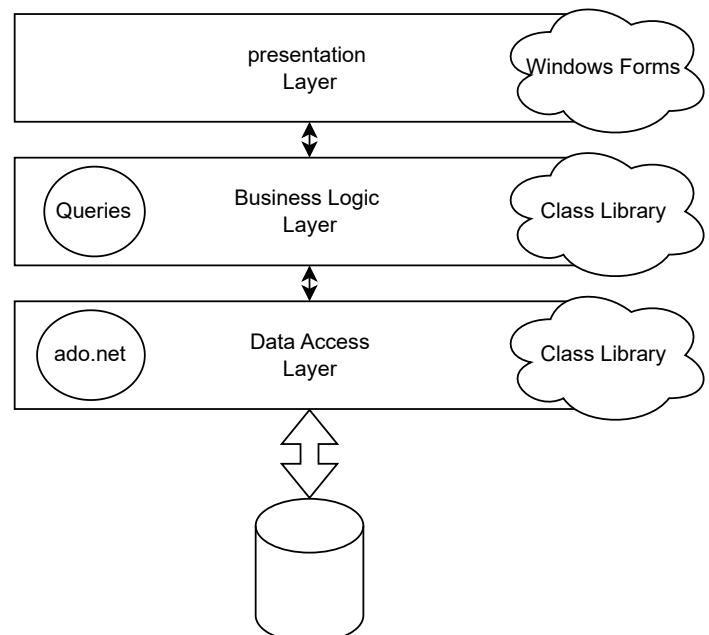 presentation
Layer
Windows Forms
Queries
Business Logic
Layer
Class Library
ado.net
Data Access
Layer
Class Library